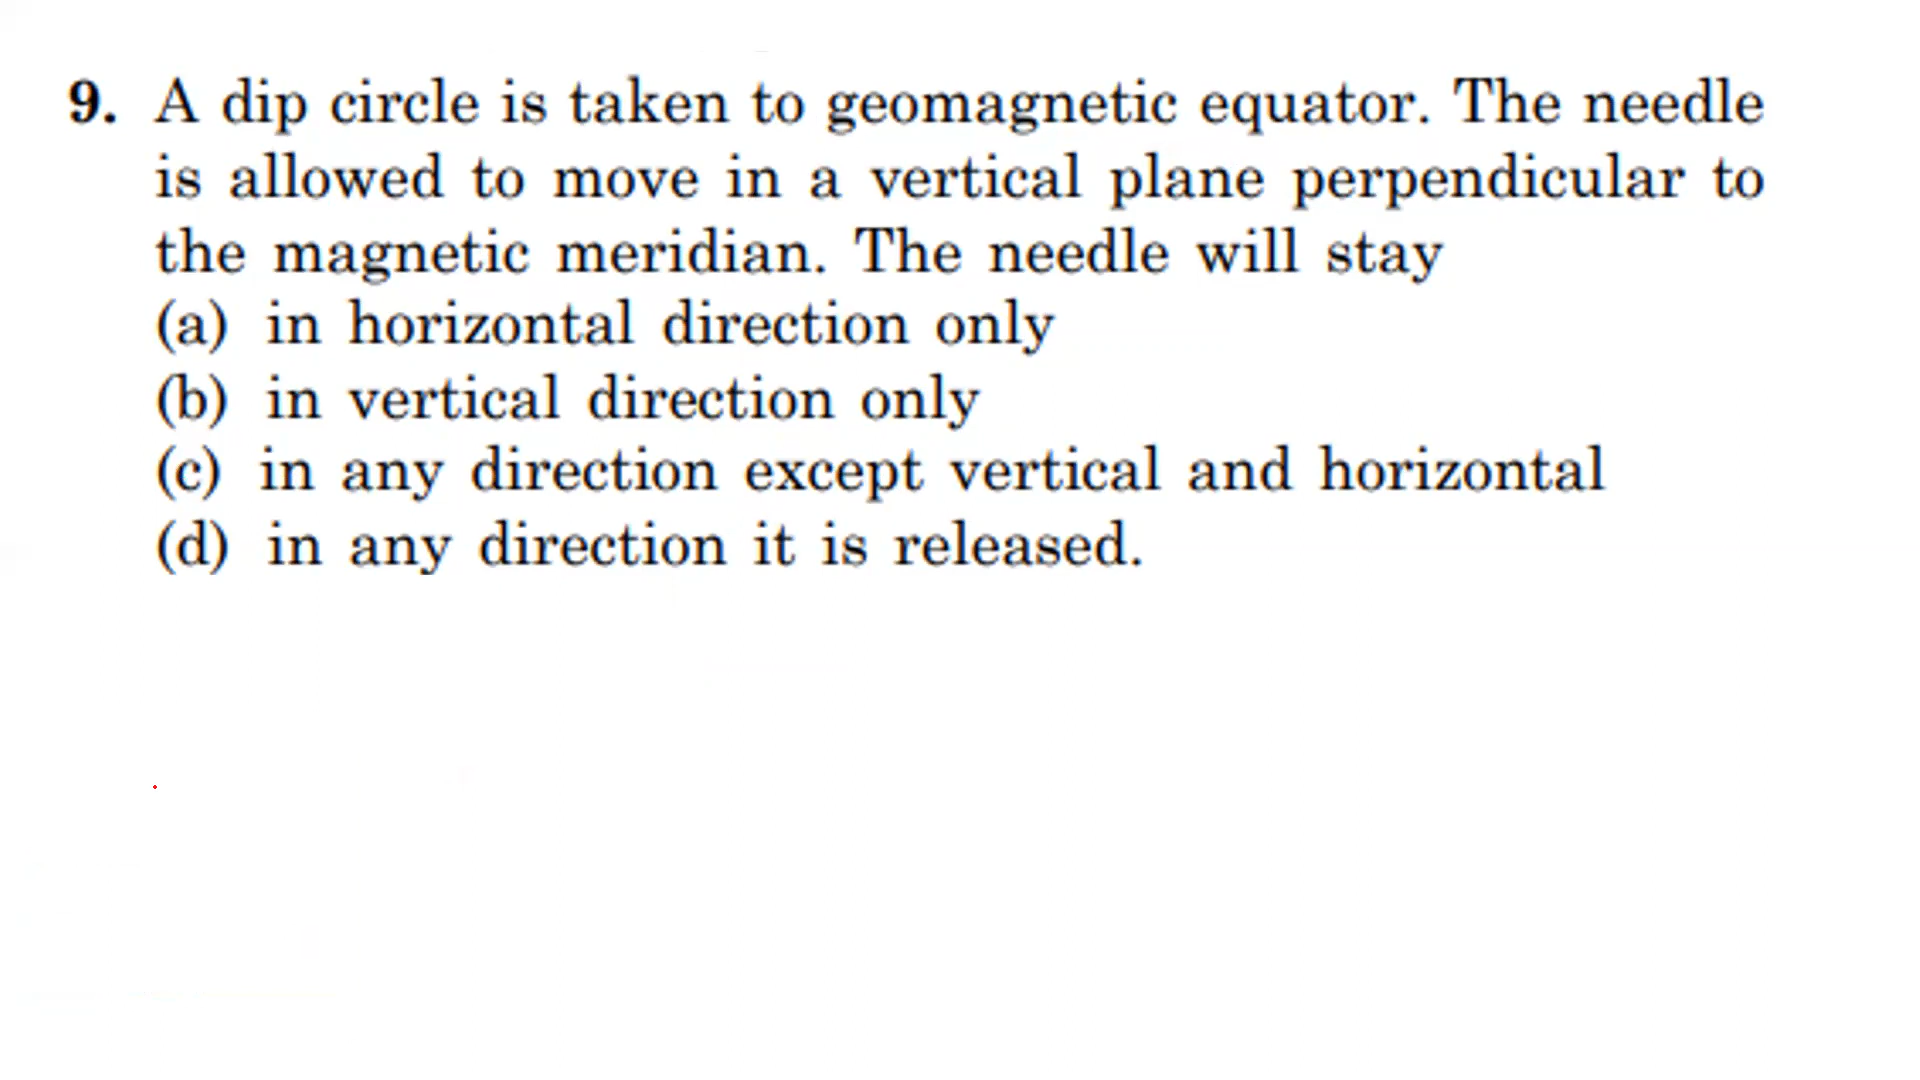 9. A dip circle is taken to geomagnetic equator. The needle
is allowed to move in a vertical plane perpendicular to
the magnetic meridian. The needle will stay
(a) in horizontal direction only
(b) in vertical direction only
(c) in any direction except vertical and horizontal
(d) in any direction it is released.